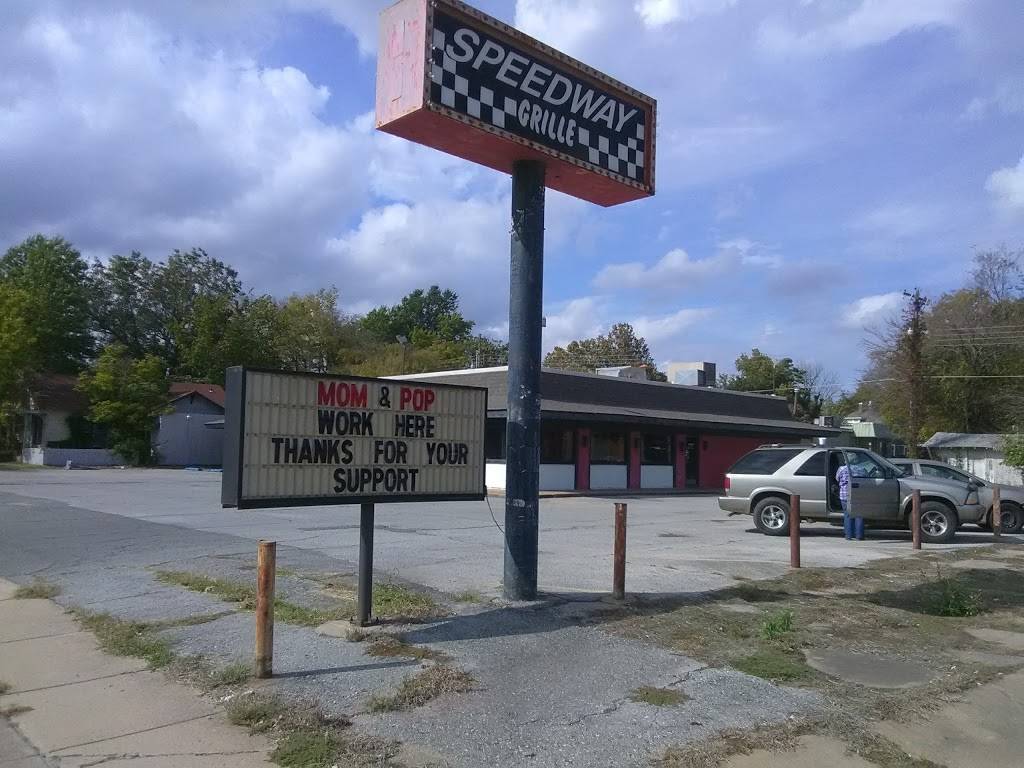 SPEEDWAY
GRILLE
MOM & POP
WORK HERE
THANKS FOR YOUR
SUPPORT